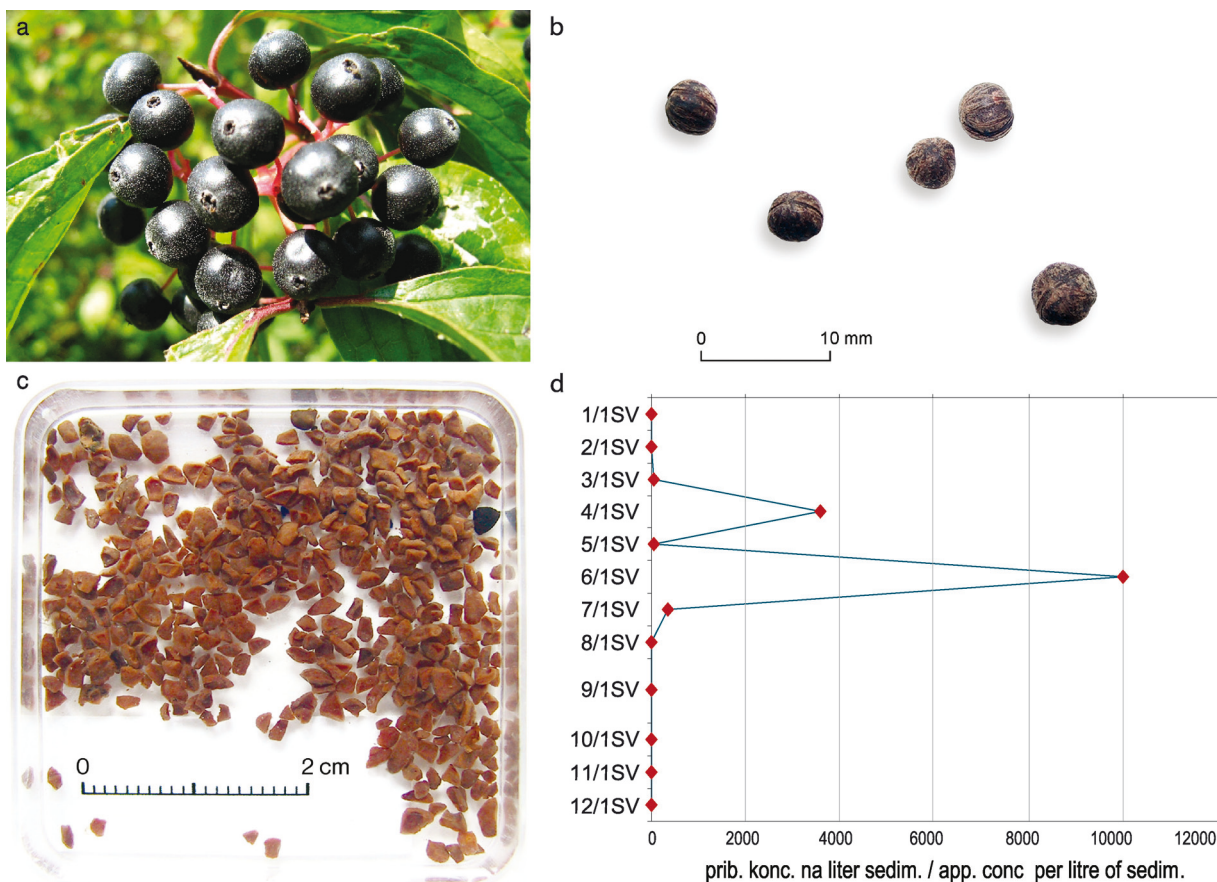 a
b
0 10 mm
c
0 2 cm
d
1/1SV
2/1SV
3/1SV
4/1SV
5/1SV
6/1SV
7/1SV
8/1SV
9/1SV
10/1SV
11/1SV
12/1SV
0 2000 4000 6000 8000 10000 12000
prib. konc. na liter sedim. / app. conc per litre of sedim.